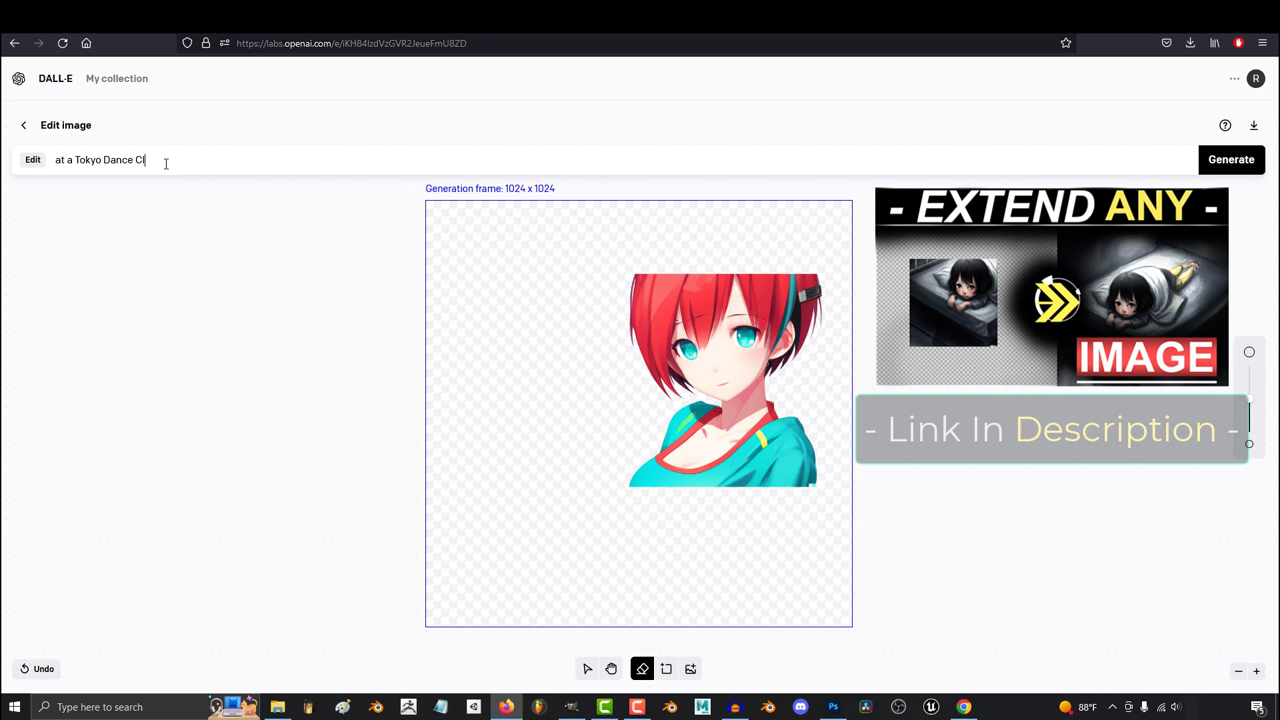 https://labs.openai.com/e/iKH84lzdVzGVR2JeueFmU8ZD
DALL·E My collection
R
Edit image
Edit at a Tokyo Dance Cl
Generate
Generation frame: 1024 x 1024
- EXTEND ANY -
IMAGE
- Link In Description -
Undo
Type here to search
88°F